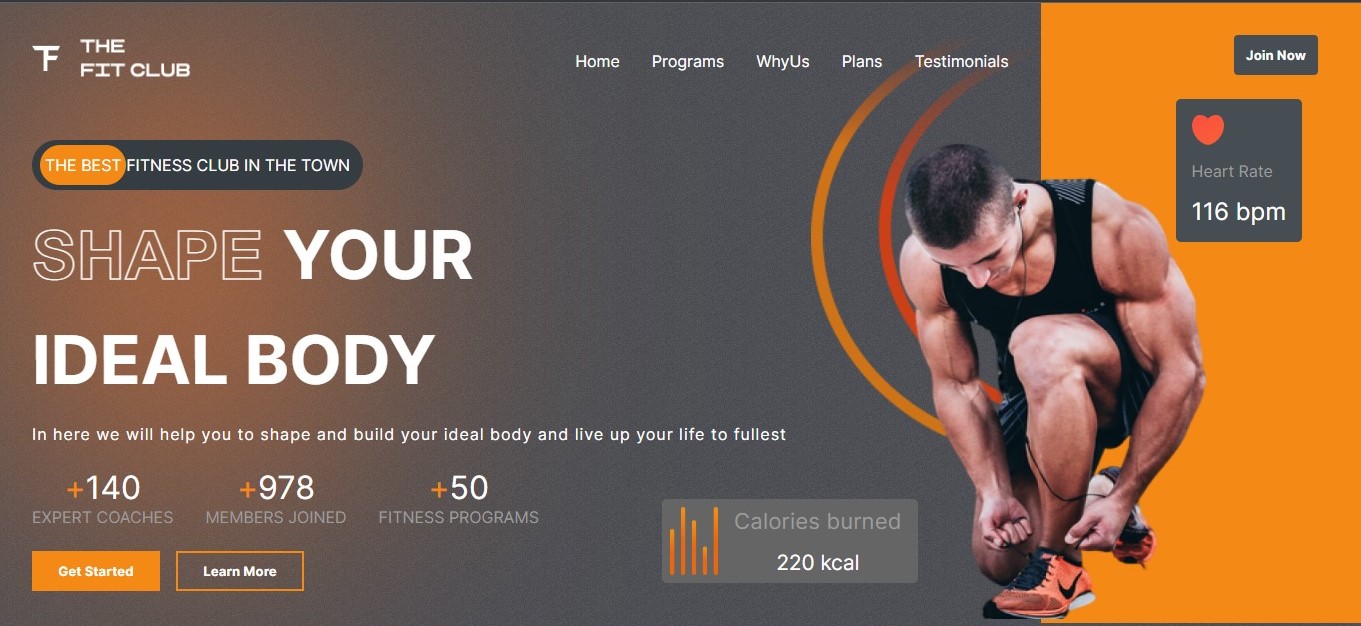 THE
FIT CLUB
Home Programs WhyUs Plans Testimonials
Join Now
Heart Rate
116 bpm
THE BEST FITNESS CLUB IN THE TOWN
SHAPE YOUR
IDEAL BODY
In here we will help you to shape and build your ideal body and live up your life to fullest
+140 +978 +50
EXPERT COACHES MEMBERS JOINED FITNESS PROGRAMS
Calories burned
220 kcal
Get Started Learn More